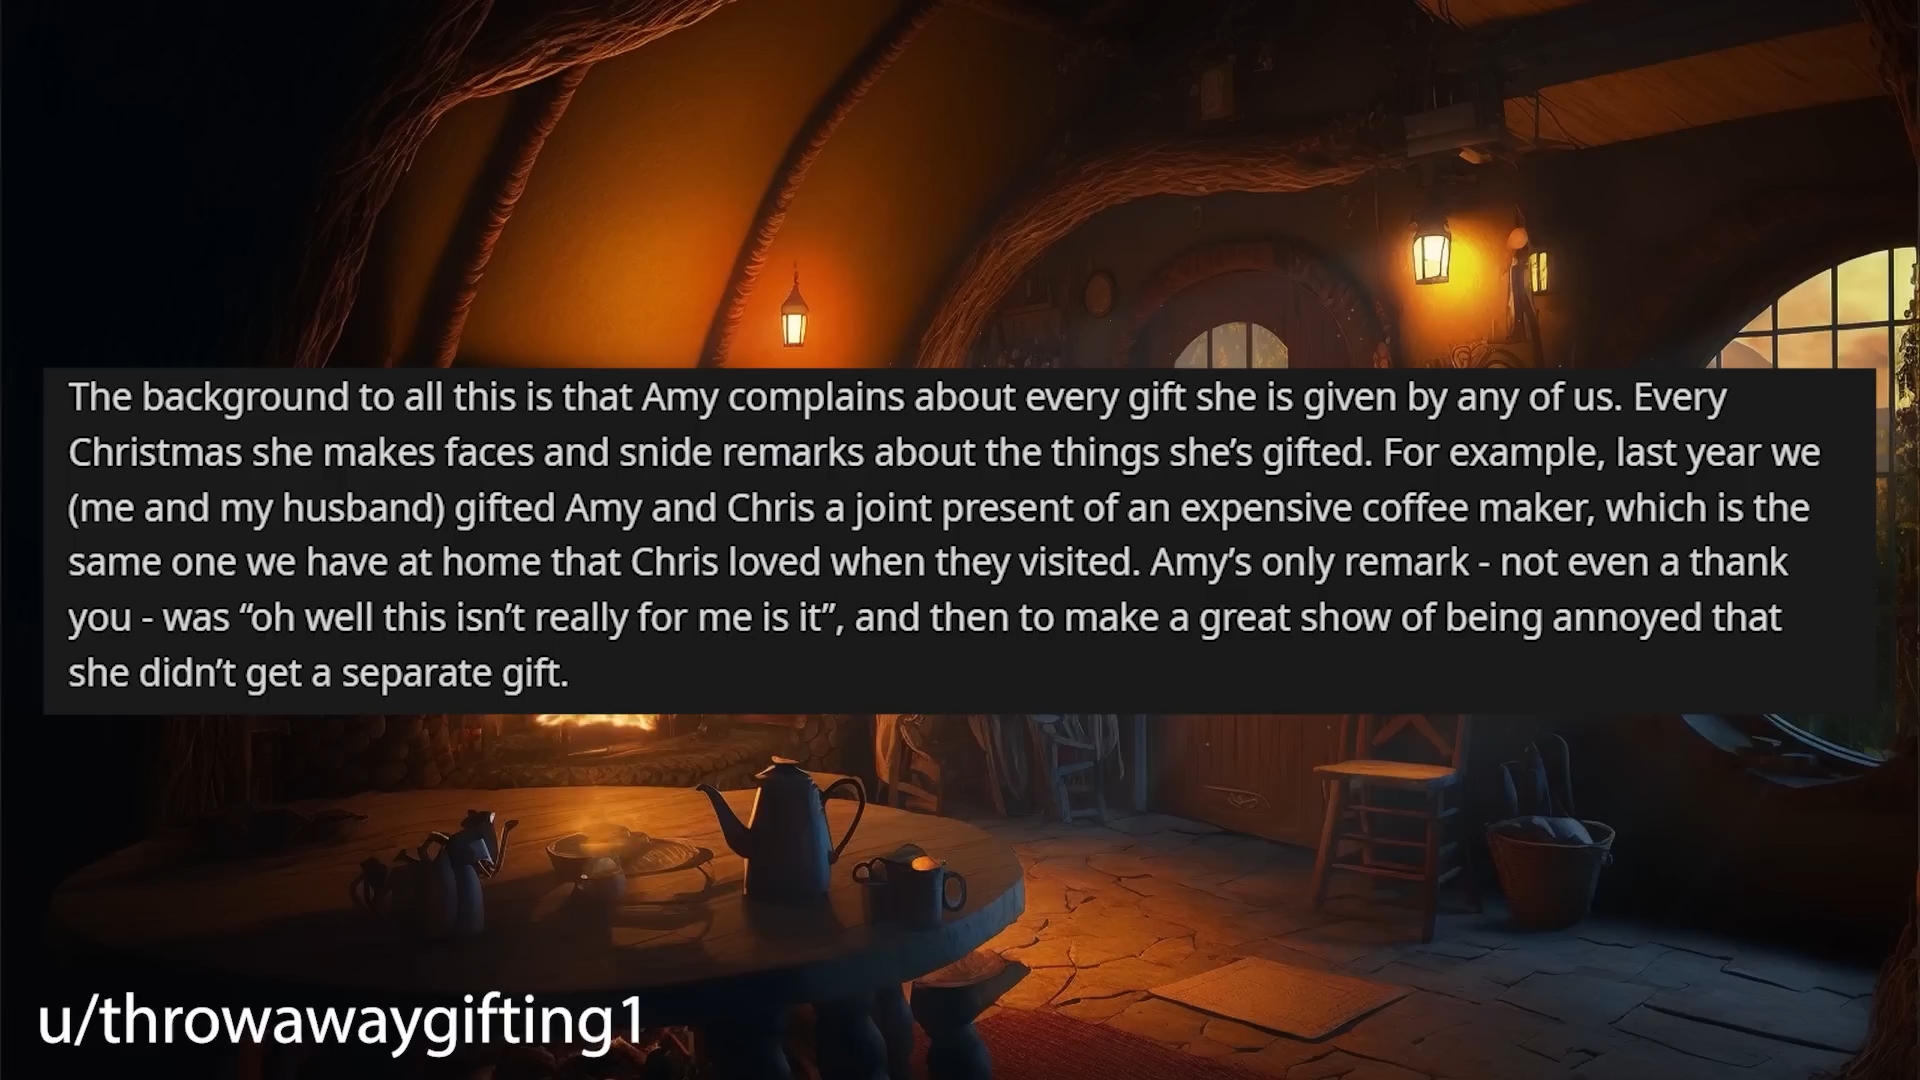 The background to all this is that Amy complains about every gift she is given by any of us. Every
Christmas she makes faces and snide remarks about the things she’s gifted. For example, last year we
(me and my husband) gifted Amy and Chris a joint present of an expensive coffee maker, which is the
same one we have at home that Chris loved when they visited. Amy’s only remark - not even a thank
you - was “oh well this isn’t really for me is it”, and then to make a great show of being annoyed that
she didn’t get a separate gift.
u/throwawaygifting1